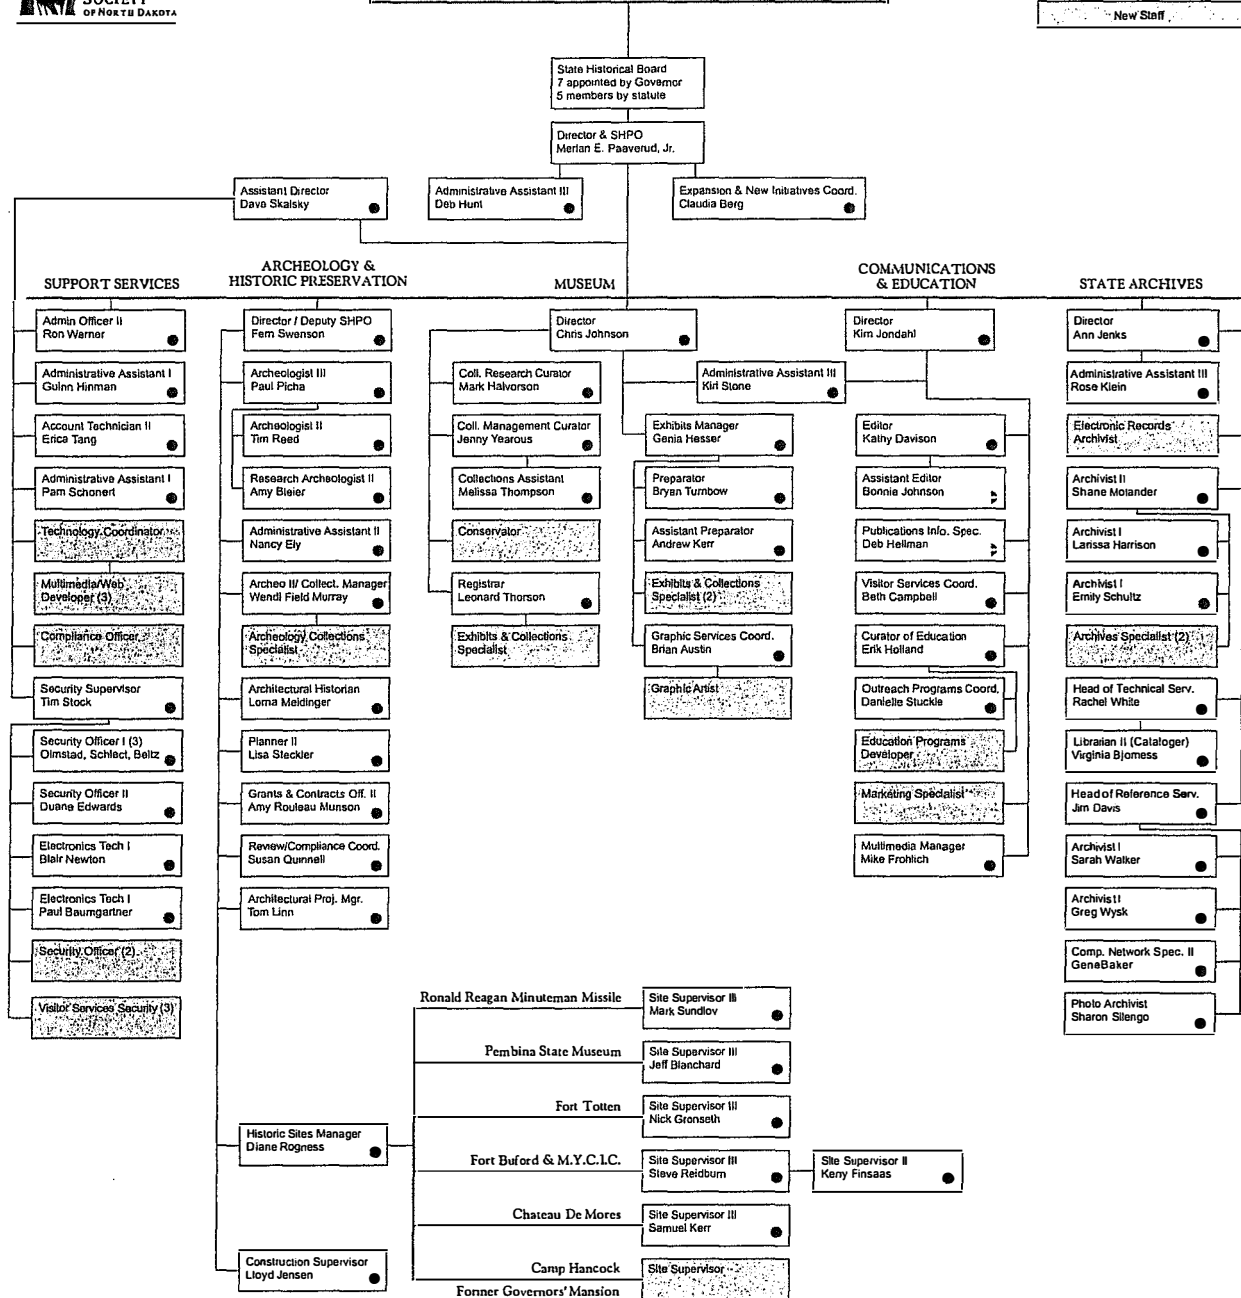 SOCIETY
OF NORTH DAKOTA
New Staff
State Historical Board
7 appointed by Governor
5 members by statute
Director & SHPO
Merlan E. Paaverud, Jr.
Assistant Director
Dave Skalsky
Administrative Assistant III
Deb Hunt
Expansion & New Initiatives Coord.
Claudia Berg
SUPPORT SERVICES
Admin Officer II
Ron Warner
Administrative Assistant I
Guinn Hinman
Account Technician II
Erica Tang
Administrative Assistant I
Pam Schonert
Technology Coordinator
Multimedia/Web
Developer (3)
Compliance Officer
Security Supervisor
Tim Stock
Security Officer I (3)
Olmstad, Schlect, Beltz
Security Officer II
Duane Edwards
Electronics Tech I
Blair Newton
Electronics Tech I
Paul Baumgartner
Security Officer (2)
Visitor Services Security (3)
ARCHEOLOGY &
HISTORIC PRESERVATION
Director / Deputy SHPO
Fern Swenson
Archeologist III
Paul Picha
Archeologist II
Tim Reed
Research Archeologist II
Amy Bleier
Administrative Assistant II
Nancy Ely
Archeo II/ Collect. Manager
Wendi Field Murray
Archeology Collections
Specialist
Architectural Historian
Lorna Meidinger
Planner II
Lisa Steckler
Grants & Contracts Off. II
Amy Rouleau Munson
Review/Compliance Coord.
Susan Quinnell
Architectural Proj. Mgr.
Tom Linn
Historic Sites Manager
Diane Rogness
Construction Supervisor
Lloyd Jensen
MUSEUM
Director
Chris Johnson
Administrative Assistant III
Kiri Stone
Coll. Research Curator
Mark Halvorson
Coll. Management Curator
Jenny Yearous
Collections Assistant
Melissa Thompson
Conservator
Registrar
Leonard Thorson
Exhibits & Collections
Specialist
Exhibits Manager
Genia Hesser
Preparator
Bryan Turnbow
Assistant Preparator
Andrew Kerr
Exhibits & Collections
Specialist (2)
Graphic Services Coord.
Brian Austin
Graphic Artist
COMMUNICATIONS
& EDUCATION
Director
Kim Jondahl
Editor
Kathy Davison
Assistant Editor
Bonnie Johnson
Publications Info. Spec.
Deb Hellman
Visitor Services Coord.
Beth Campbell
Curator of Education
Erik Holland
Outreach Programs Coord.
Danielle Stuckle
Education Programs
Developer
Marketing Specialist
Multimedia Manager
Mike Frohlich
STATE ARCHIVES
Director
Ann Jenks
Administrative Assistant III
Rose Klein
Electronic Records
Archivist
Archivist II
Shane Molander
Archivist I
Larissa Harrison
Archivist I
Emily Schultz
Archives Specialist (2)
Head of Technical Serv.
Rachel White
Librarian II (Cataloger)
Virginia Bjorness
Head of Reference Serv.
Jim Davis
Archivist I
Sarah Walker
Archivist I
Greg Wysk
Comp. Network Spec. II
GeneBaker
Photo Archivist
Sharon Silengo
Ronald Reagan Minuteman Missile
Site Supervisor III
Mark Sundlov
Pembina State Museum
Site Supervisor III
Jeff Blanchard
Fort Totten
Site Supervisor III
Nick Gronseth
Fort Buford & M.Y.C.I.C.
Site Supervisor III
Steve Reidburn
Site Supervisor II
Kerry Finsaas
Chateau De Mores
Site Supervisor III
Samuel Kerr
Camp Hancock
Former Governors' Mansion
Site Supervisor